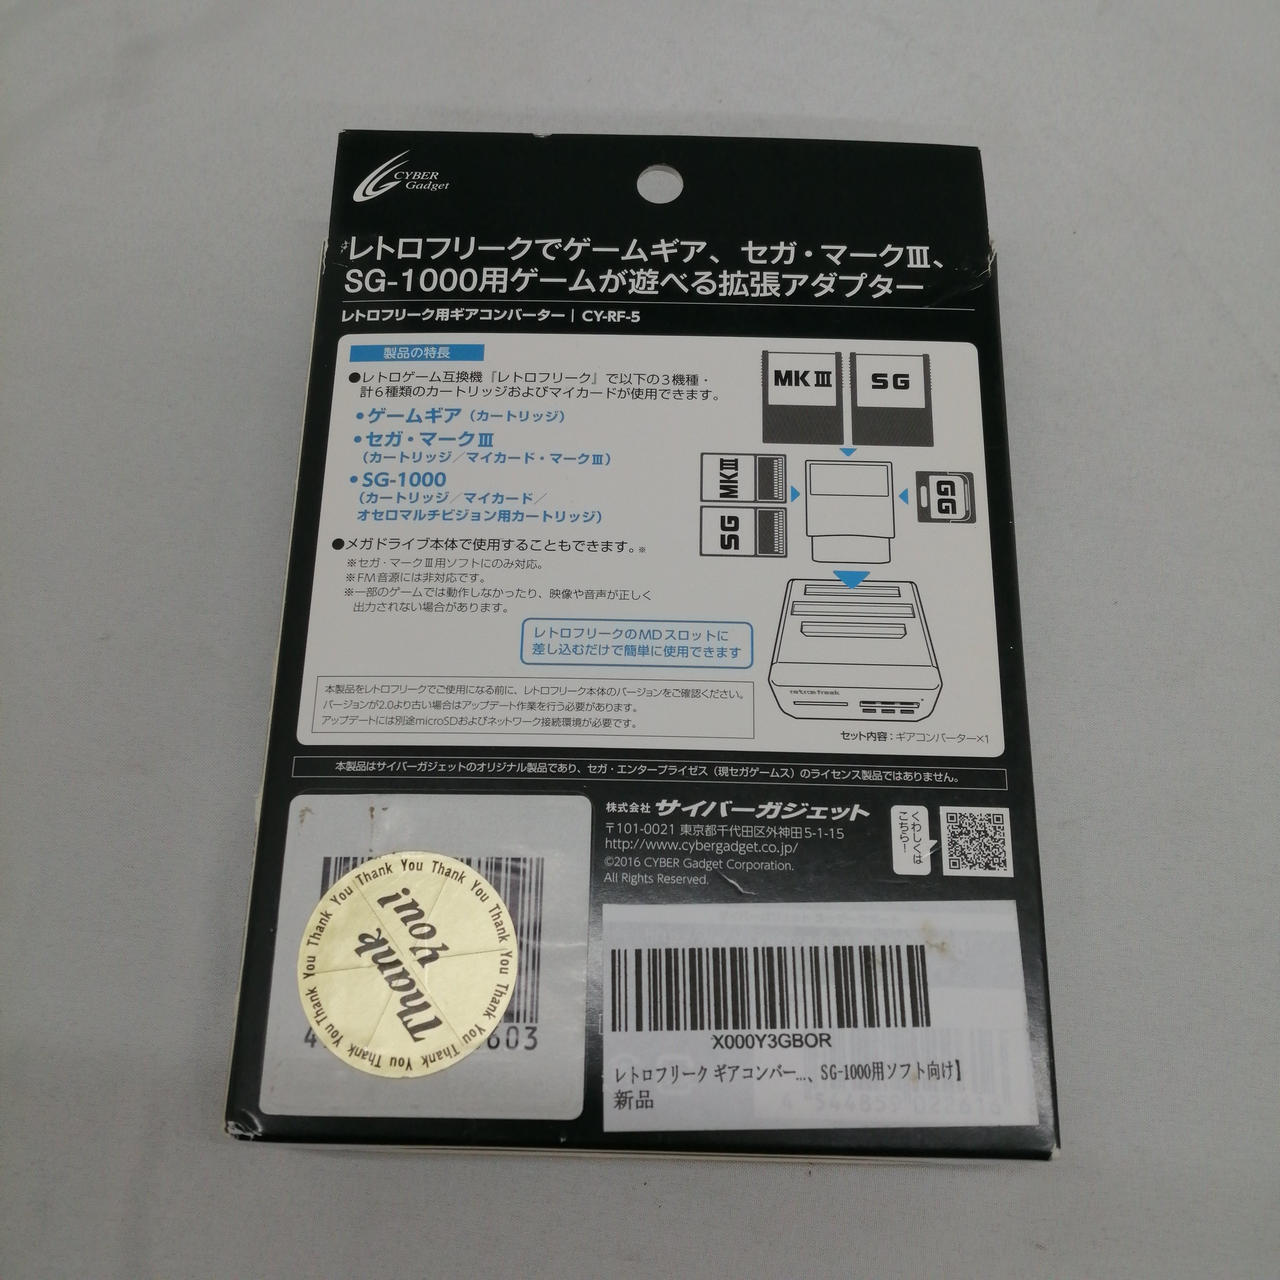 CYBER
Gadget
レトロフリークでゲームギア、セガ・マークⅢ、
SG-1000用ゲームが遊べる拡張アダプター
レトロフリーク用ギアコンバーター | CY-RF-5
製品の特長
●レトロゲーム互換機『レトロフリーク』で以下の3機種・
計6種類のカートリッジおよびマイカードが使用できます。
•ゲームギア(カートリッジ)
•セガ・マークⅢ
(カートリッジ/マイカード・マークⅢ)
•SG-1000
(カートリッジ/マイカード/
オセロマルチビジョン用カートリッジ)
●メガドライブ本体で使用することもできます。※
※セガ・マークⅢ用ソフトにのみ対応。
※FM音源には非対応です。
※一部のゲームでは動作しなかったり、映像や音声が正しく
出力されない場合があります。
レトロフリークのMDスロットに
差し込むだけで簡単に使用できます
MKⅢ
SG
MKⅢ
SG
GG
retro freak
本製品をレトロフリークでご使用になる前に、レトロフリーク本体のバージョンをご確認ください。
バージョンが2.0より古い場合はアップデート作業を行う必要があります。
アップデートには別途microSDおよびネットワーク接続環境が必要です。
セット内容:ギアコンバーター×1
本製品はサイバーガジェットのオリジナル製品であり、セガ・エンタープライゼス(現セガゲームス)のライセンス製品ではありません。
株式会社 サイバーガジェット
〒101-0021 東京都千代田区外神田5-1-15
http://www.cybergadget.co.jp/
©2016 CYBER Gadget Corporation.
All Rights Reserved.
くわしくは
こちら!
Thank You Thank You Thank You Thank You Thank You Thank You Thank You
Thank
you!
4
603
X000Y3GBOR
レトロフリーク ギアコンバー...、SG-1000用ソフト向け】
新品
4 544859 022616